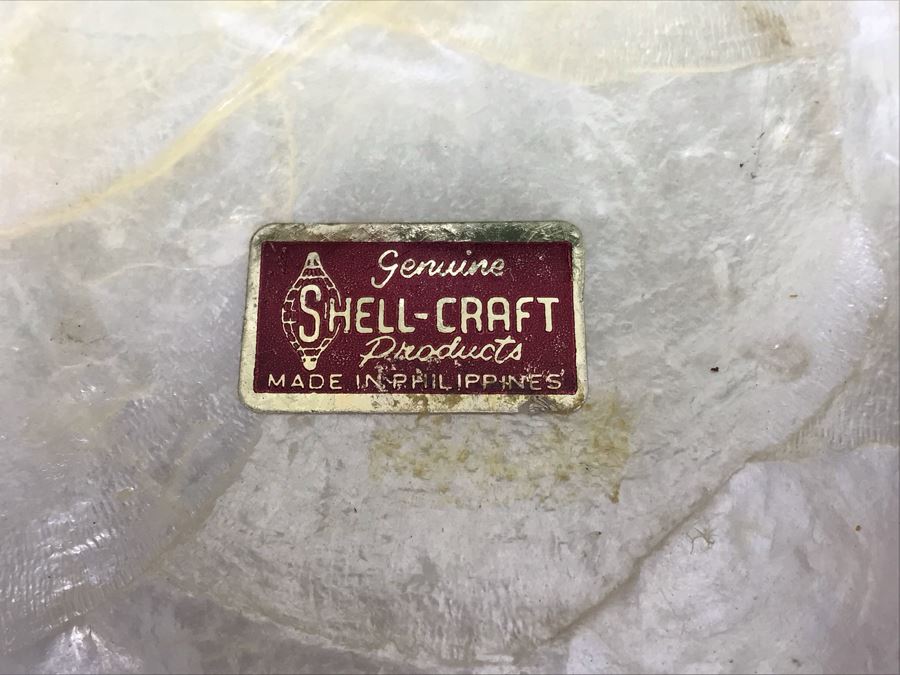 Genuine
SHELL-CRAFT
Products
MADE IN PHILIPPINES